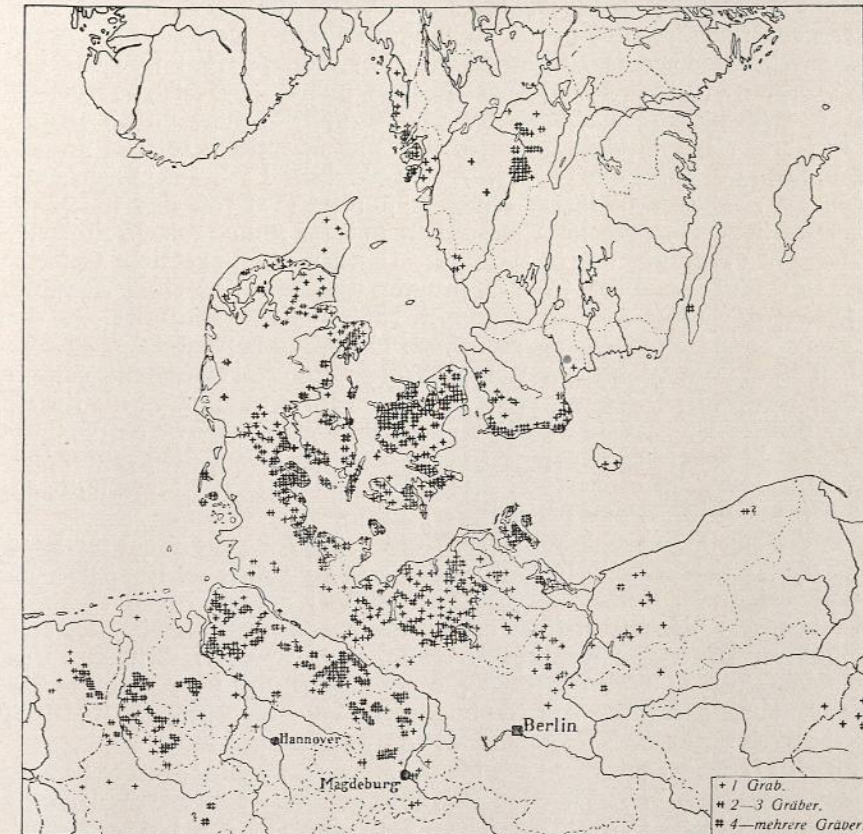 Berlin
Hannover
Magdeburg
+ 1 Grab.
2—3 Gräber.
# 4—mehrere Gräber